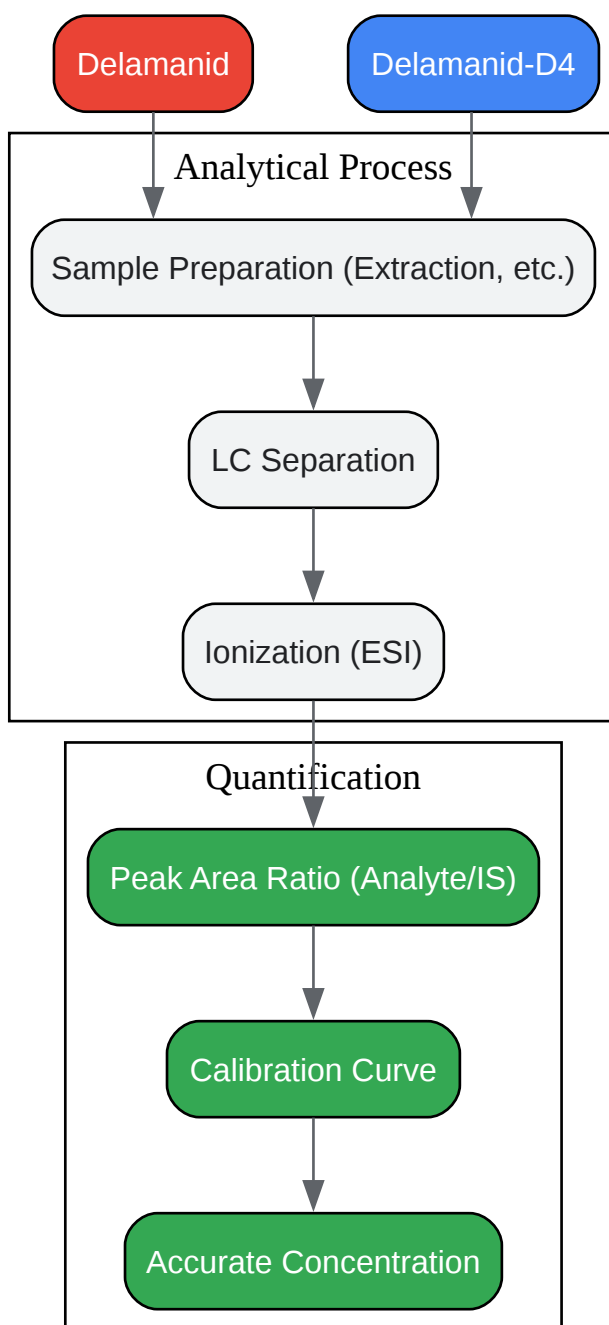 Delamanid
Delamanid-D4
Analytical Process
Sample Preparation (Extraction, etc.)
LC Separation
Ionization (ESI)
Quantification
Peak Area Ratio (Analyte/IS)
Calibration Curve
Accurate Concentration